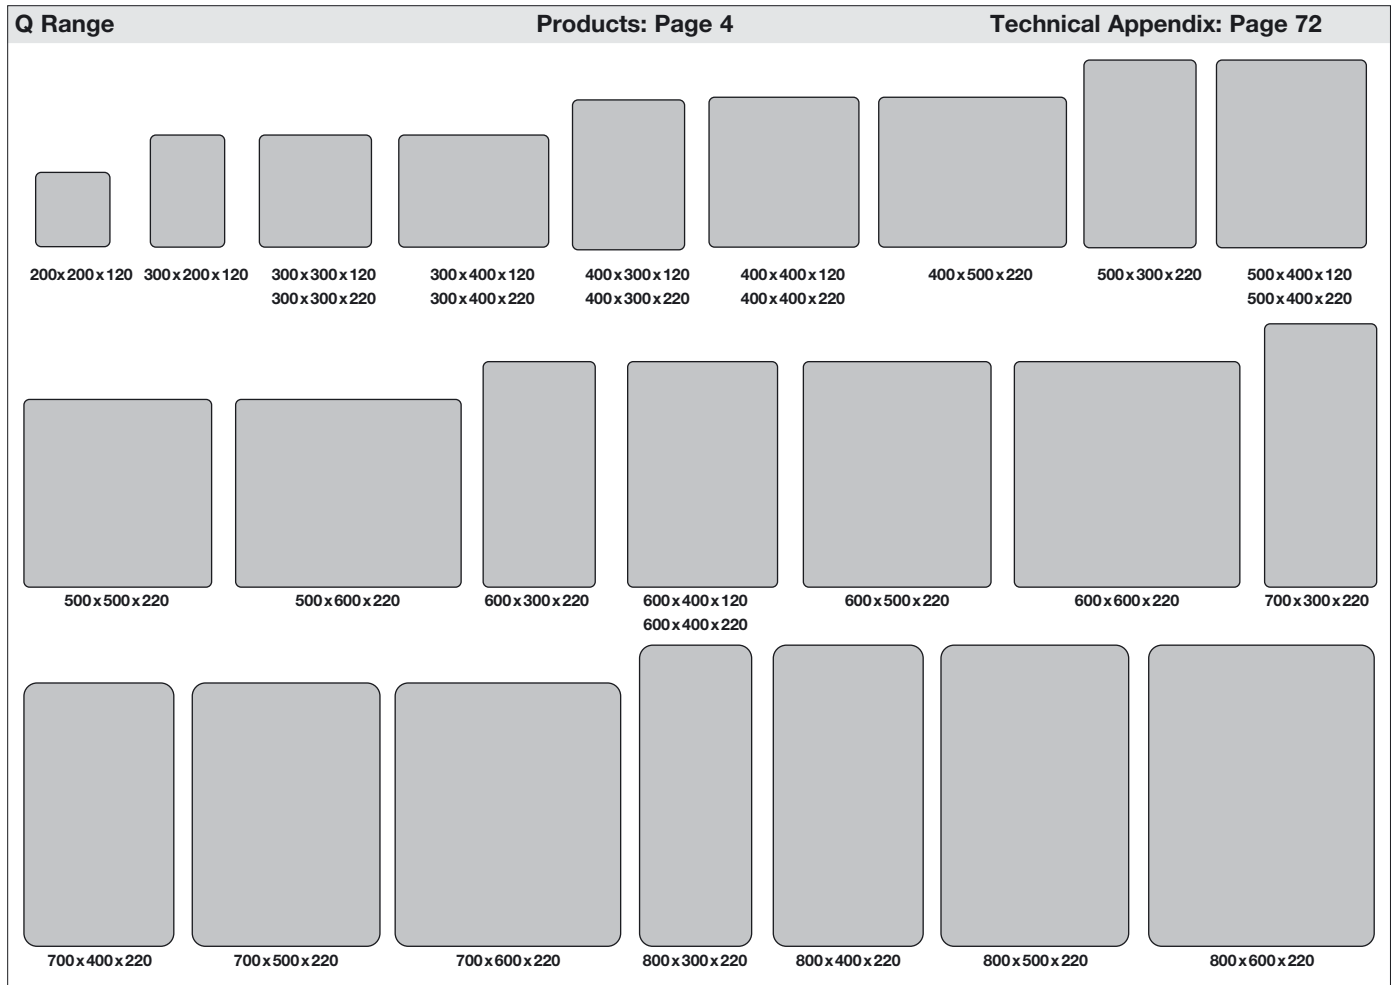 Q Range Products: Page 4 Technical Appendix: Page 72
200x200x120 300x200x120 300x300x120 300x400x120 400x300x120 400x400x120 400x500x220 500x300x220 500x400x120
300x300x220 300x400x220 400x300x220 400x400x220 500x400x220
500x500x220 500x600x220 600x300x220 600x400x120 600x500x220 600x600x220 700x300x220
600x400x220
700x400x220 700x500x220 700x600x220 800x300x220 800x400x220 800x500x220 800x600x220